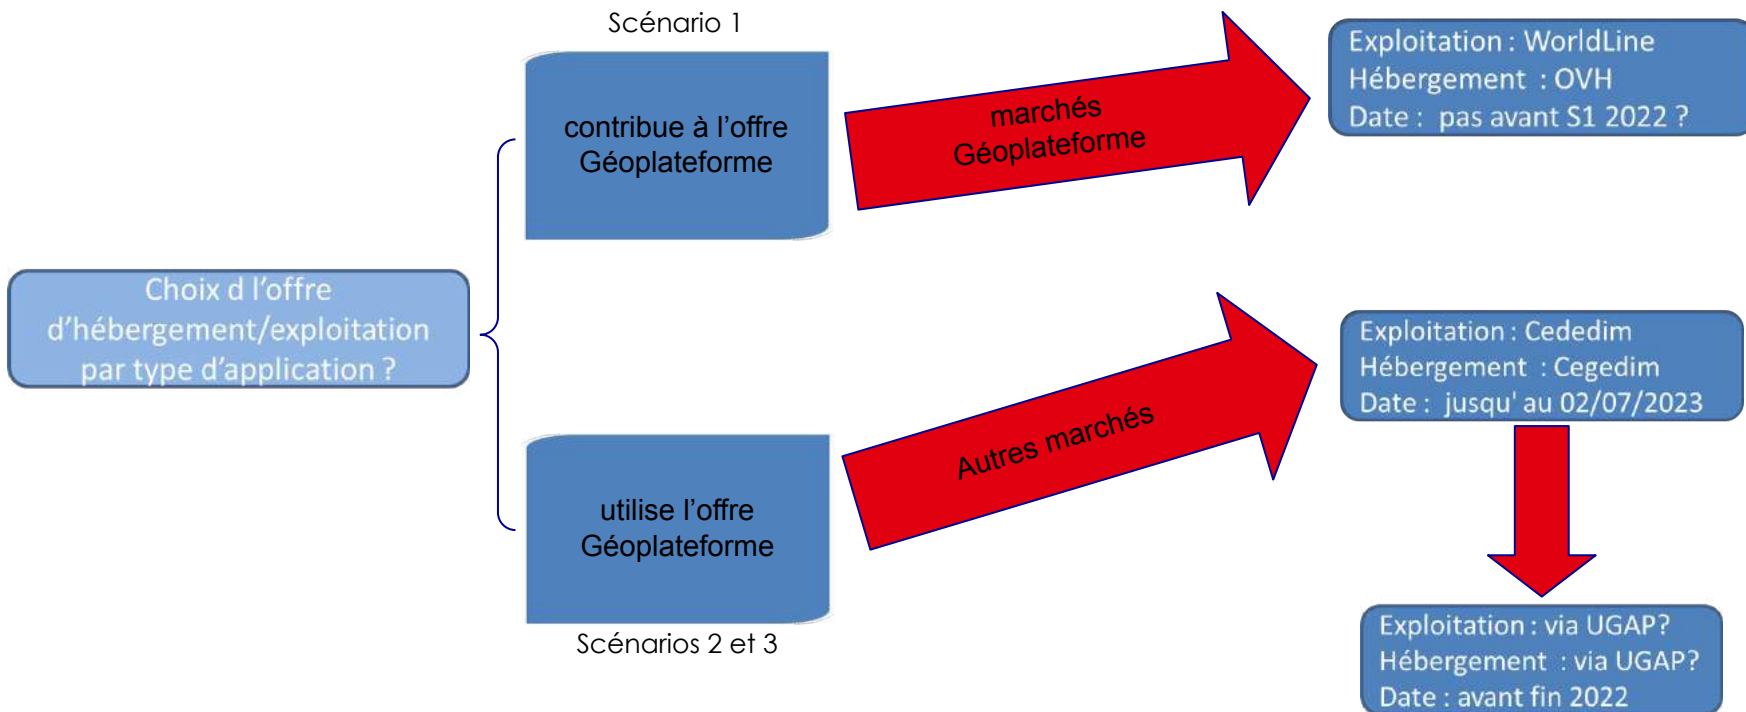 Scénario 1
contribue à l’offre
Géoplateforme
marchés
Géoplateforme
Exploitation : WorldLine
Hébergement : OVH
Date : pas avant S1 2022 ?
Choix d l’offre
d’hébergement/exploitation
par type d’application ?
utilise l’offre
Géoplateforme
Scénarios 2 et 3
Autres marchés
Exploitation : Cededim
Hébergement : Cegedim
Date : jusqu' au 02/07/2023
Exploitation : via UGAP?
Hébergement : via UGAP?
Date : avant fin 2022